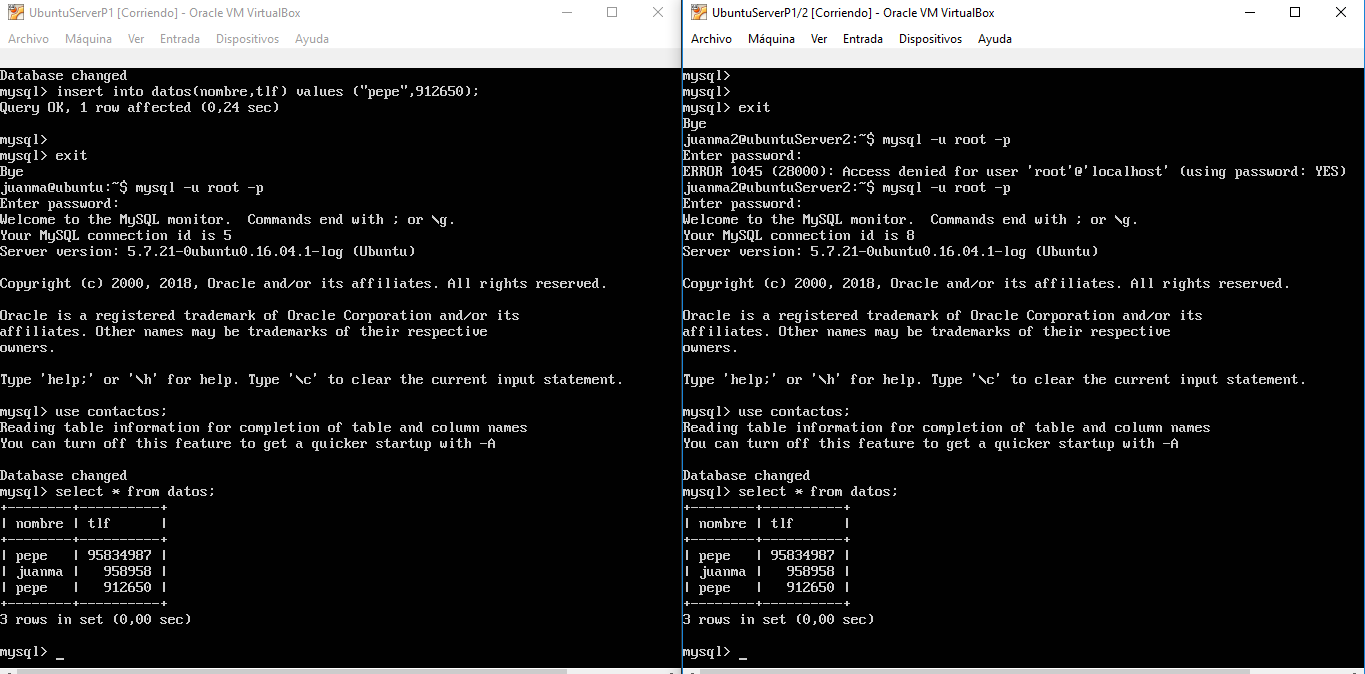 UbuntuServerP1 [Corriendo] - Oracle VM VirtualBox
Archivo Máquina Ver Entrada Dispositivos Ayuda
Database changed
mysql> insert into datos(nombre,tlf) values ("pepe",912650);
Query OK, 1 row affected (0,24 sec)

mysql>
mysql> exit
Bye
juanma@ubuntu:~$ mysql -u root -p
Enter password:
Welcome to the MySQL monitor.  Commands end with ; or \g.
Your MySQL connection id is 5
Server version: 5.7.21-0ubuntu0.16.04.1-log (Ubuntu)

Copyright (c) 2000, 2018, Oracle and/or its affiliates. All rights reserved.

Oracle is a registered trademark of Oracle Corporation and/or its
affiliates. Other names may be trademarks of their respective
owners.

Type 'help;' or '\h' for help. Type '\c' to clear the current input statement.

mysql> use contactos;
Reading table information for completion of table and column names
You can turn off this feature to get a quicker startup with -A

Database changed
mysql> select * from datos;
+--------+----------+
| nombre | tlf      |
+--------+----------+
| pepe   | 95834987 |
| juanma |   958958 |
| pepe   |   912650 |
+--------+----------+
3 rows in set (0,00 sec)

mysql> _
UbuntuServerP1/2 [Corriendo] - Oracle VM VirtualBox
Archivo Máquina Ver Entrada Dispositivos Ayuda
mysql>
mysql>
mysql> exit
Bye
juanma2@ubuntuServer2:~$ mysql -u root -p
Enter password:
ERROR 1045 (28000): Access denied for user 'root'@'localhost' (using password: YES)
juanma2@ubuntuServer2:~$ mysql -u root -p
Enter password:
Welcome to the MySQL monitor.  Commands end with ; or \g.
Your MySQL connection id is 8
Server version: 5.7.21-0ubuntu0.16.04.1-log (Ubuntu)

Copyright (c) 2000, 2018, Oracle and/or its affiliates. All rights reserved.

Oracle is a registered trademark of Oracle Corporation and/or its
affiliates. Other names may be trademarks of their respective
owners.

Type 'help;' or '\h' for help. Type '\c' to clear the current input statement.

mysql> use contactos;
Reading table information for completion of table and column names
You can turn off this feature to get a quicker startup with -A

Database changed
mysql> select * from datos;
+--------+----------+
| nombre | tlf      |
+--------+----------+
| pepe   | 95834987 |
| juanma |   958958 |
| pepe   |   912650 |
+--------+----------+
3 rows in set (0,00 sec)

mysql> _